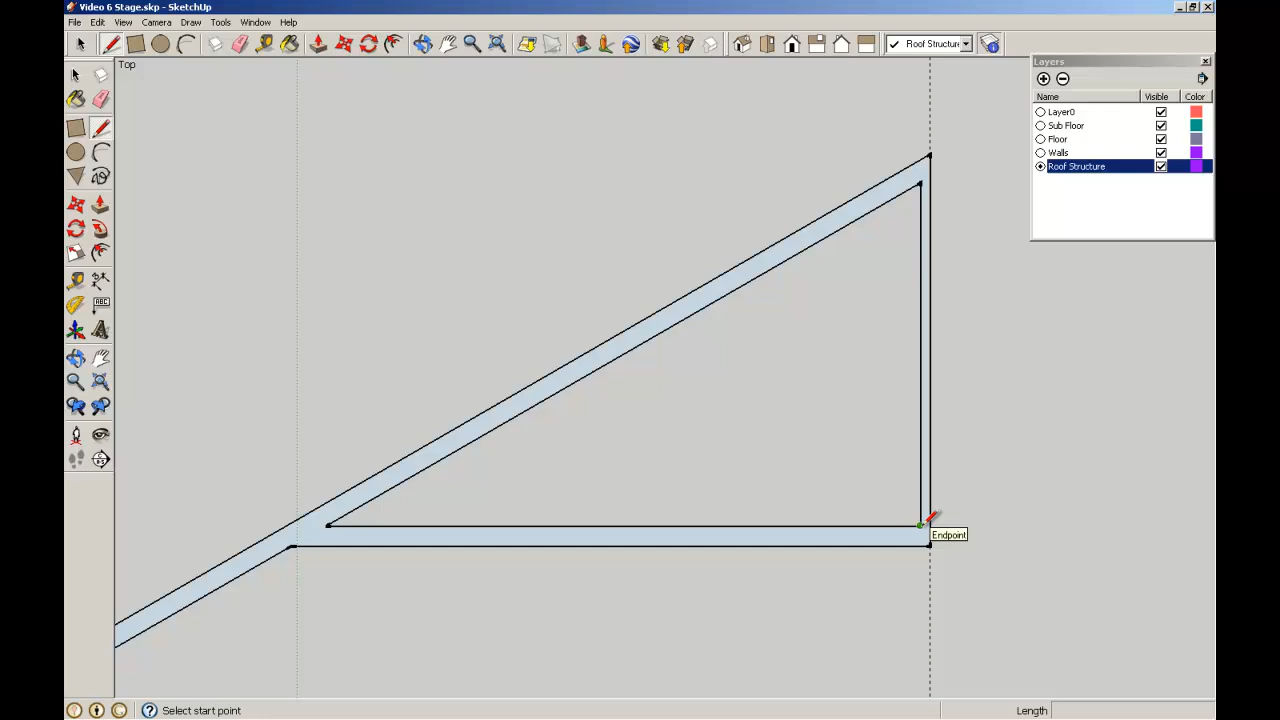 Video 6 Stage.skp - SketchUp
File Edit View Camera Draw Tools Window Help
Roof Structure
Top
Layers
Name Visible Color
Layer0
Sub Floor
Floor
Walls
Roof Structure
ABC
Endpoint
Select start point
Length